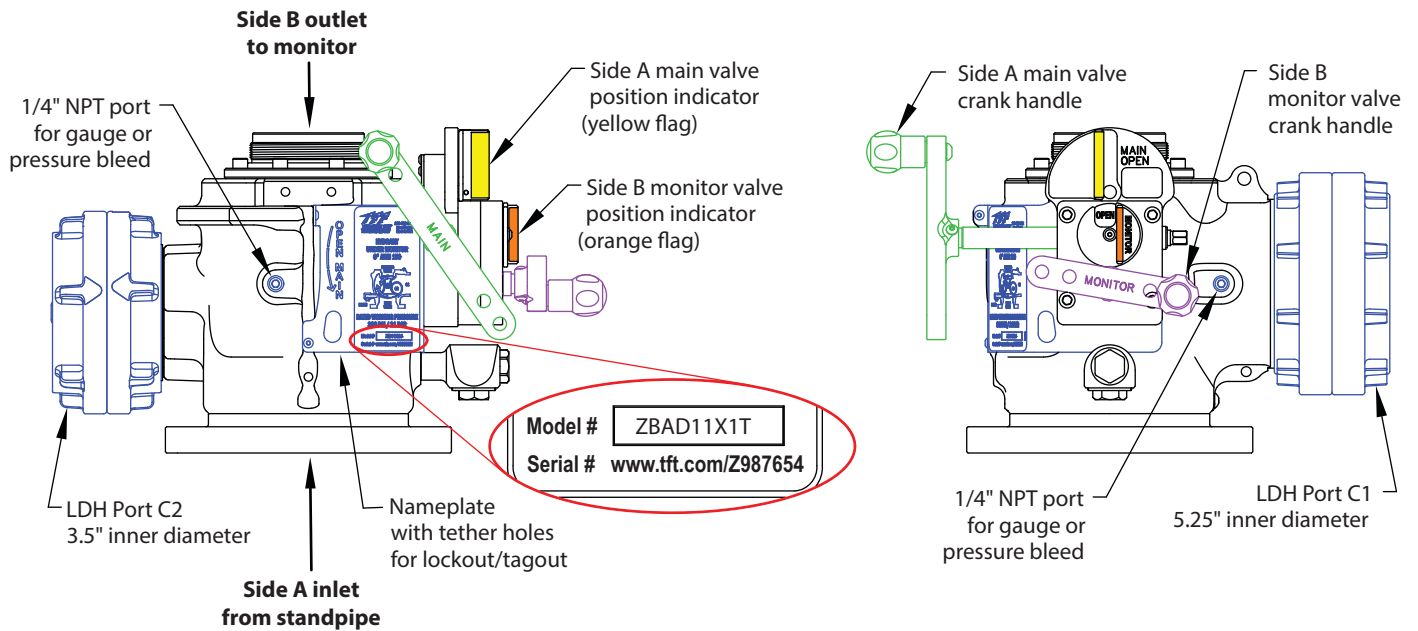 Side B outlet
to monitor
1/4" NPT port
for gauge or
pressure bleed
Side A main valve
position indicator
(yellow flag)
Side B monitor valve
position indicator
(orange flag)
MAIN
LDH Port C2
3.5" inner diameter
Side A inlet
from standpipe
Nameplate
with tether holes
for lockout/tagout
Model # ZBAD11X1T
Serial # www.tft.com/Z987654
Side A main valve
crank handle
Side B
monitor valve
crank handle
MAIN
OPEN
OPEN
MONITOR
MONITOR
1/4" NPT port
for gauge or
pressure bleed
LDH Port C1
5.25" inner diameter